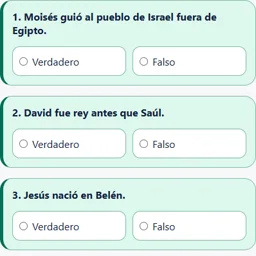 1. Moisés guió al pueblo de Israel fuera de
Egipto.
Verdadero Falso
2. David fue rey antes que Saúl.
Verdadero Falso
3. Jesús nació en Belén.
Verdadero Falso